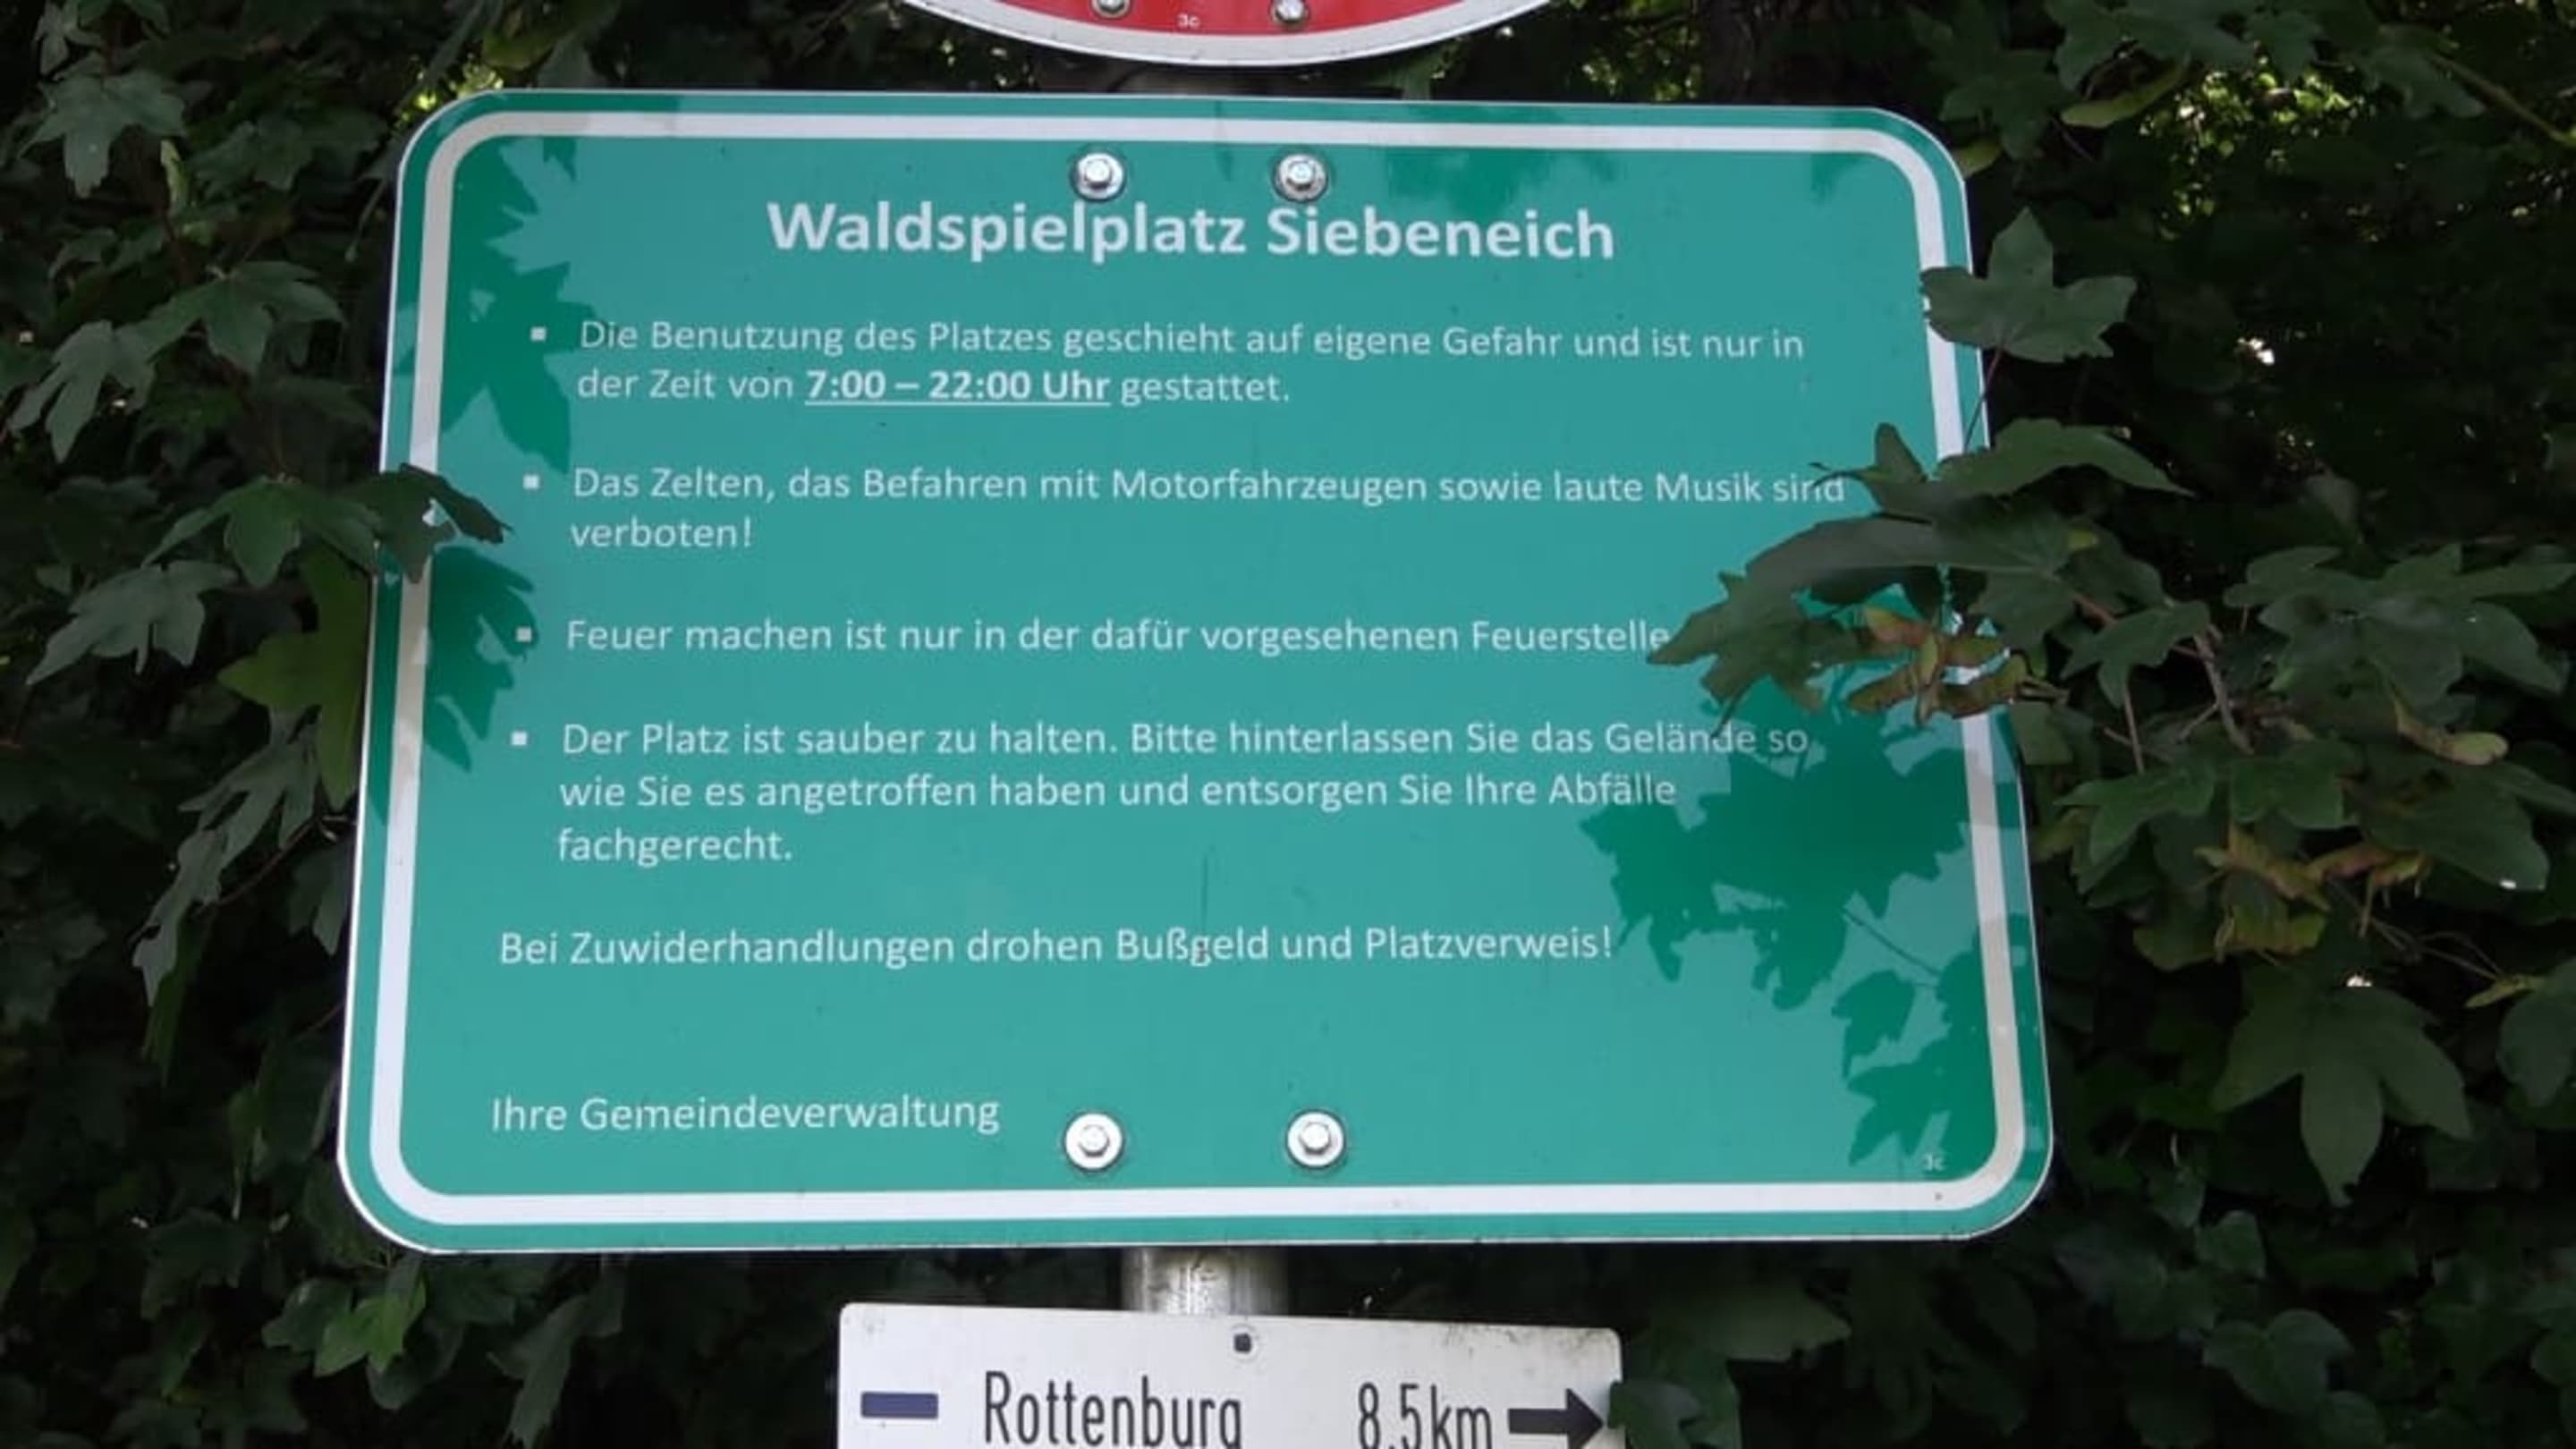 3c
Waldspielplatz Siebeneich
▪ Die Benutzung des Platzes geschieht auf eigene Gefahr und ist nur in
der Zeit von 7:00 – 22:00 Uhr gestattet.
▪ Das Zelten, das Befahren mit Motorfahrzeugen sowie laute Musik sind
verboten!
▪ Feuer machen ist nur in der dafür vorgesehenen Feuerstelle
▪ Der Platz ist sauber zu halten. Bitte hinterlassen Sie das Gelände so
wie Sie es angetroffen haben und entsorgen Sie Ihre Abfälle
fachgerecht.
Bei Zuwiderhandlungen drohen Bußgeld und Platzverweis!
Ihre Gemeindeverwaltung
3c
Rottenburg 8,5 km →